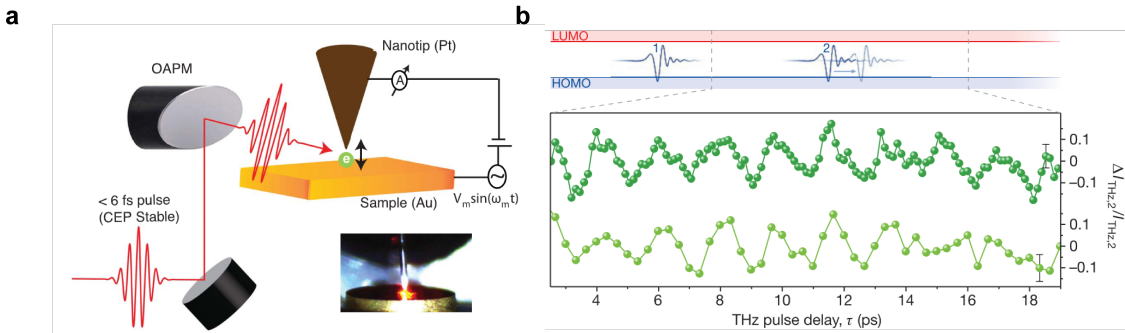 a
OAPM
Nanotip (Pt)
A
e
< 6 fs pulse
(CEP Stable)
Sample (Au)
Vmsin(ωmt)
b
LUMO
1
2
HOMO
0.1
0
−0.1
0.1
0
−0.1
ΔITHz,2/ITHz,2
4 6 8 10 12 14 16 18
THz pulse delay, τ (ps)